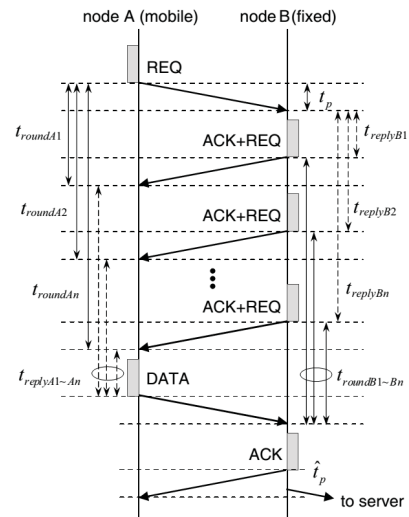 node A (mobile) node B (fixed)
REQ
t_p
t_roundA1
ACK+REQ
t_replyB1
t_roundA2
ACK+REQ
t_replyB2
t_roundAn
ACK+REQ
t_replyBn
t_replyA1~An
DATA
t_roundB1~Bn
ACK
t̂_p
to server